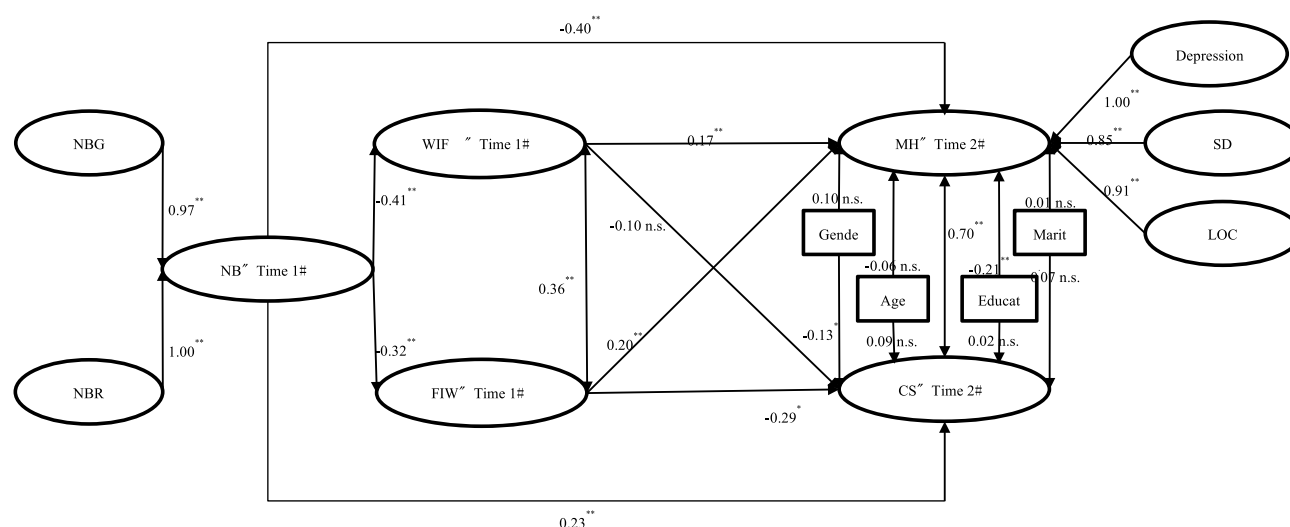 -0.40**
Depression
1.00**
NBG
WIF ″ Time 1#
0.17**
MH″ Time 2#
0.85**
SD
-0.41**
0.10 n.s.
0.01 n.s.
0.91**
0.97**
-0.10 n.s.
Gende
0.70**
Marit
LOC
NB″ Time 1#
-0.06 n.s.
-0.21**
0.07 n.s.
0.36**
Age
Educat
1.00**
-0.32**
0.20**
-0.13*
0.09 n.s.
0.02 n.s.
NBR
FIW″ Time 1#
CS″ Time 2#
-0.29*
0.23**